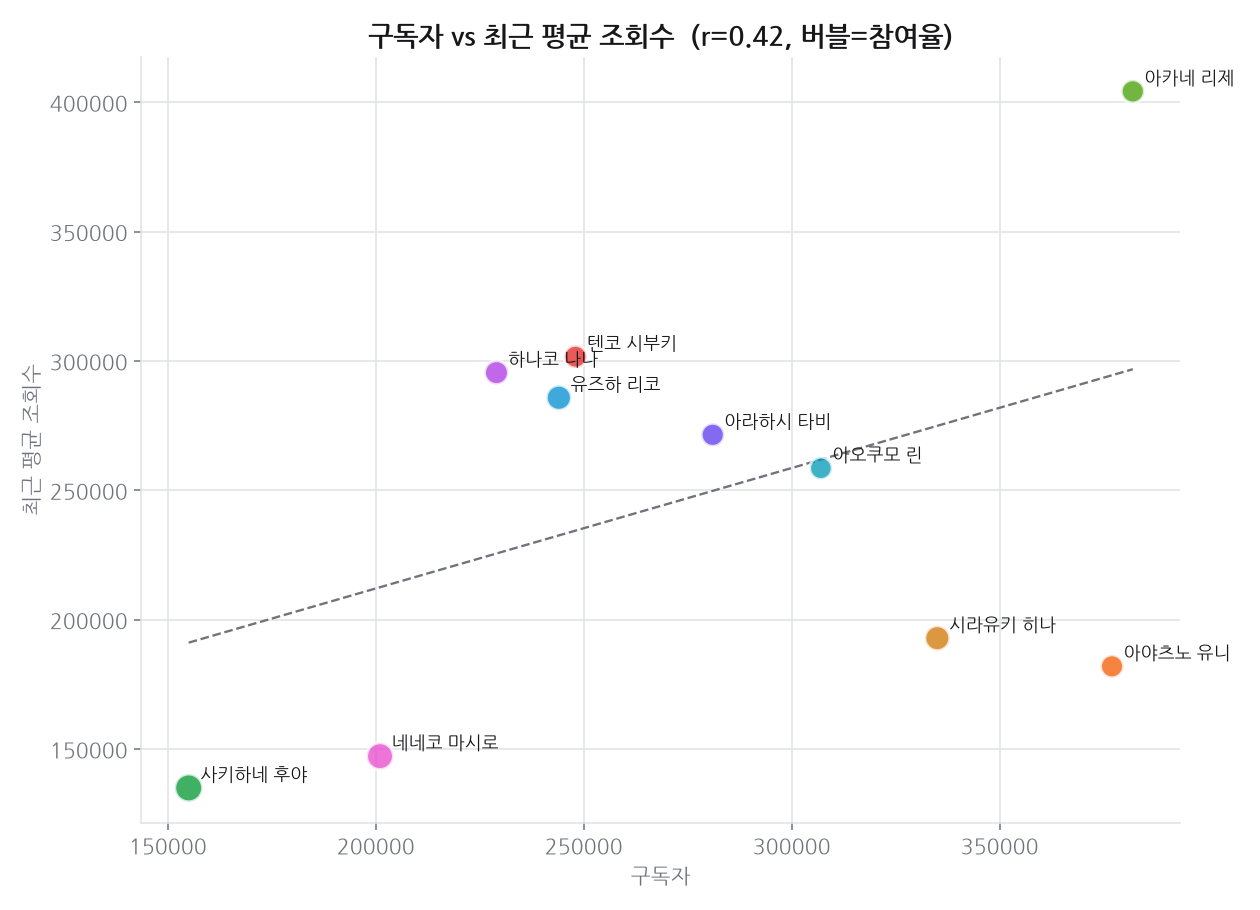 구독자 vs 최근 평균 조회수 (r=0.42, 버블=참여율)
아카네 리제
400000
350000
텐코 시부키
하나코 나나
300000
유즈하 리코
아라하시 타비
아오쿠모 린
최근 평균 조회수
250000
200000
시라유키 히나
아야츠노 유니
네네코 마시로
150000
사키하네 후야
150000
200000
250000
300000
350000
구독자